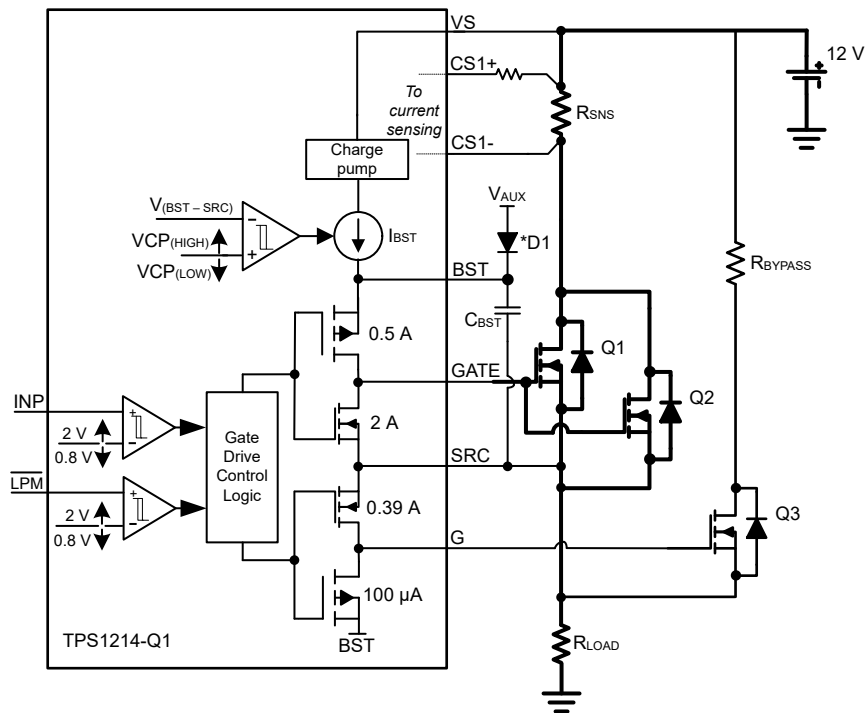 VS
CS1+
12 V
To
current
sensing
RSNS
CS1-
Charge
pump
VAUX
V(BST – SRC)
*D1
IBST
VCP(HIGH)
VCP(LOW)
BST
RBYPASS
CBST
0.5 A
Q1
GATE
Q2
INP
2 A
2 V
0.8 V
Gate
Drive
Control
Logic
SRC
LPM
0.39 A
2 V
0.8 V
G
Q3
100 µA
TPS1214-Q1
BST
RLOAD